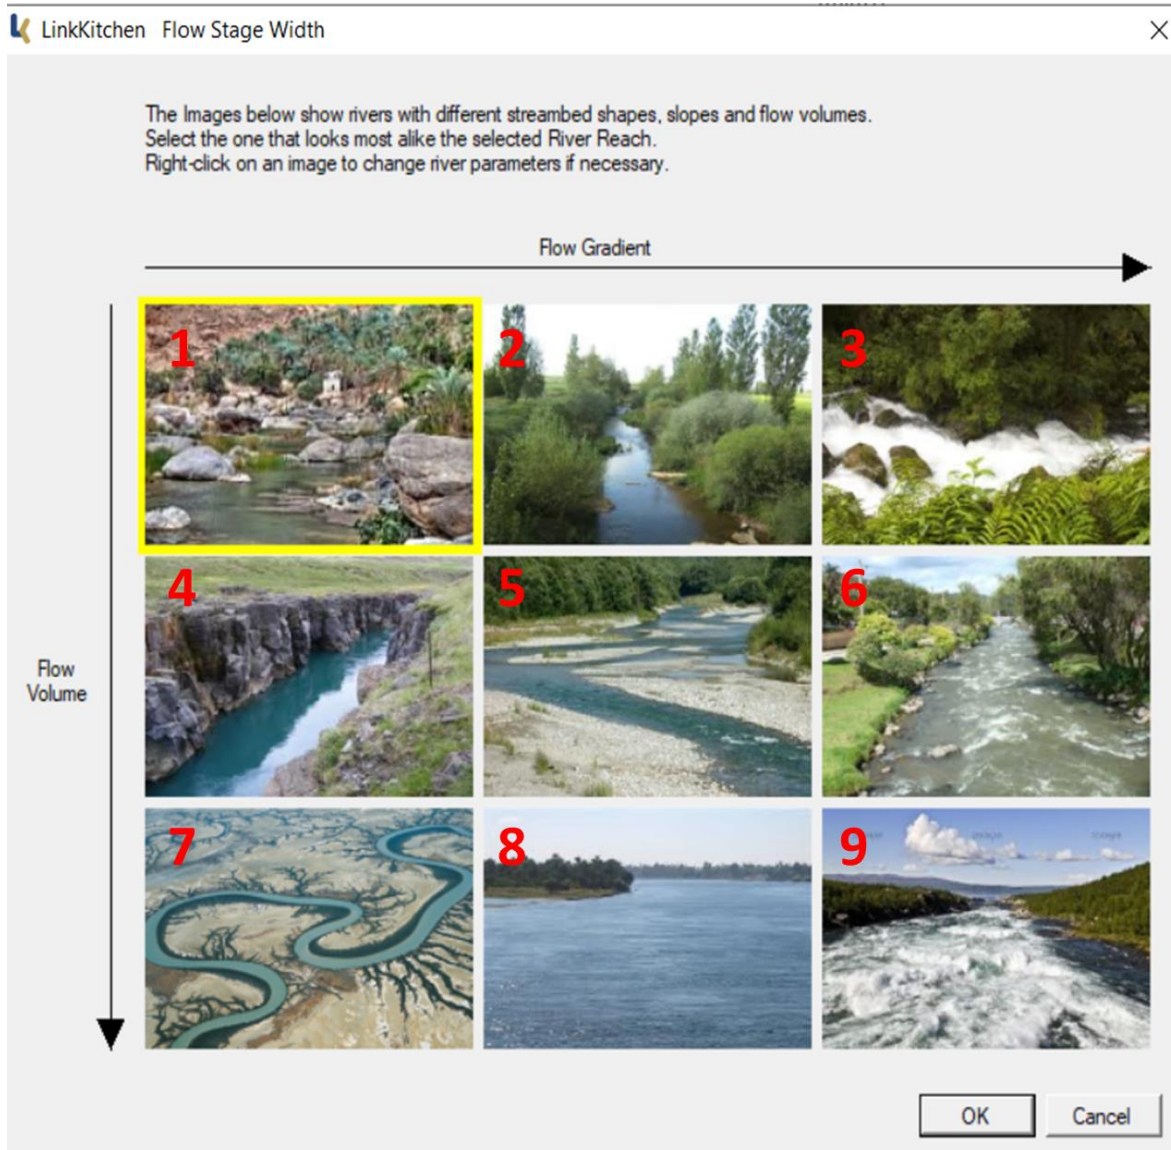 LinkKitchen Flow Stage Width
The Images below show rivers with different streambed shapes, slopes and flow volumes.
Select the one that looks most alike the selected River Reach.
Right-click on an image to change river parameters if necessary.
Flow Gradient
1
2
3
Flow
Volume
4
5
6
7
8
9
OK
Cancel